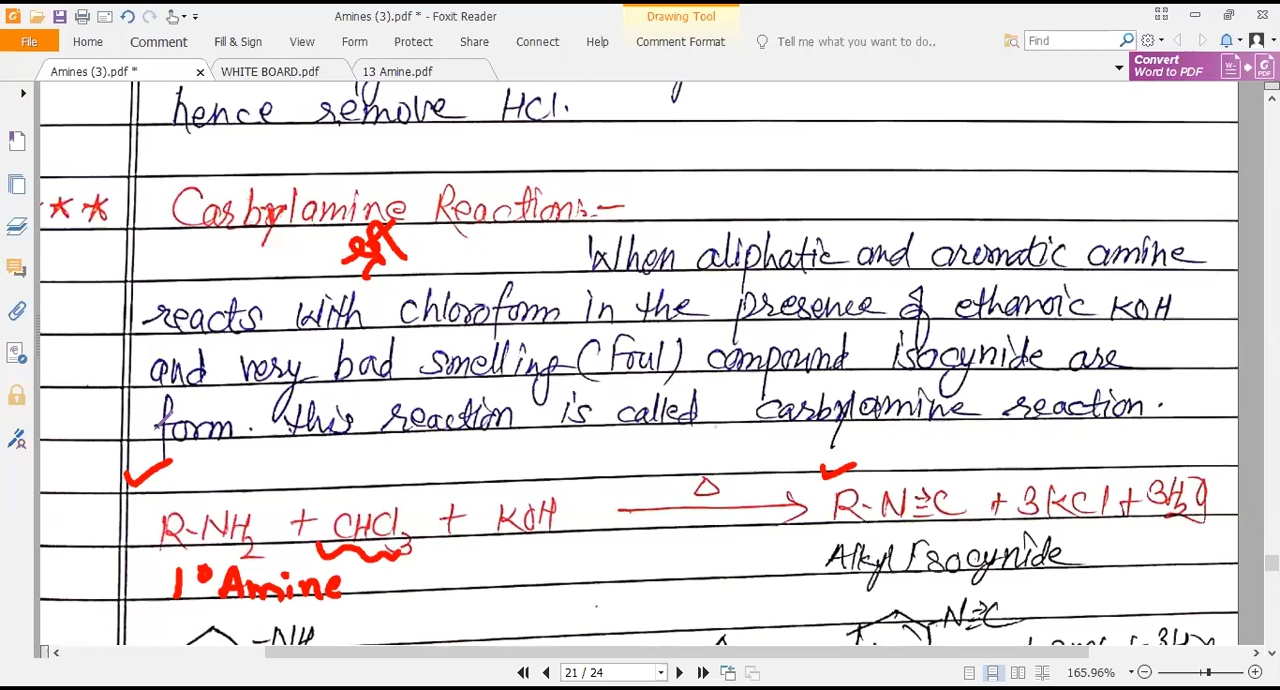 Amines (3).pdf * - Foxit Reader
Drawing Tool
File Home Comment Fill & Sign View Form Protect Share Connect Help Comment Format Tell me what you want to do.. Find
Amines (3).pdf * WHITE BOARD.pdf 13 Amine.pdf
Convert
Word to PDF
hence remove HCl.
** Carbylamine Reactions:-
When aliphatic and aromatic amine
reacts with chloroform in the presence of ethanoic KOH
and very bad smelling (Foul) compound isocynide are
form. this reaction is called carbylamine reaction.
R-NH2 + CHCl3 + KOH Δ → R-N≡C + 3KCl + 3H2O
1° Amine
Alkyl Isocynide
-NH
-N≡C
21 / 24
165.96%